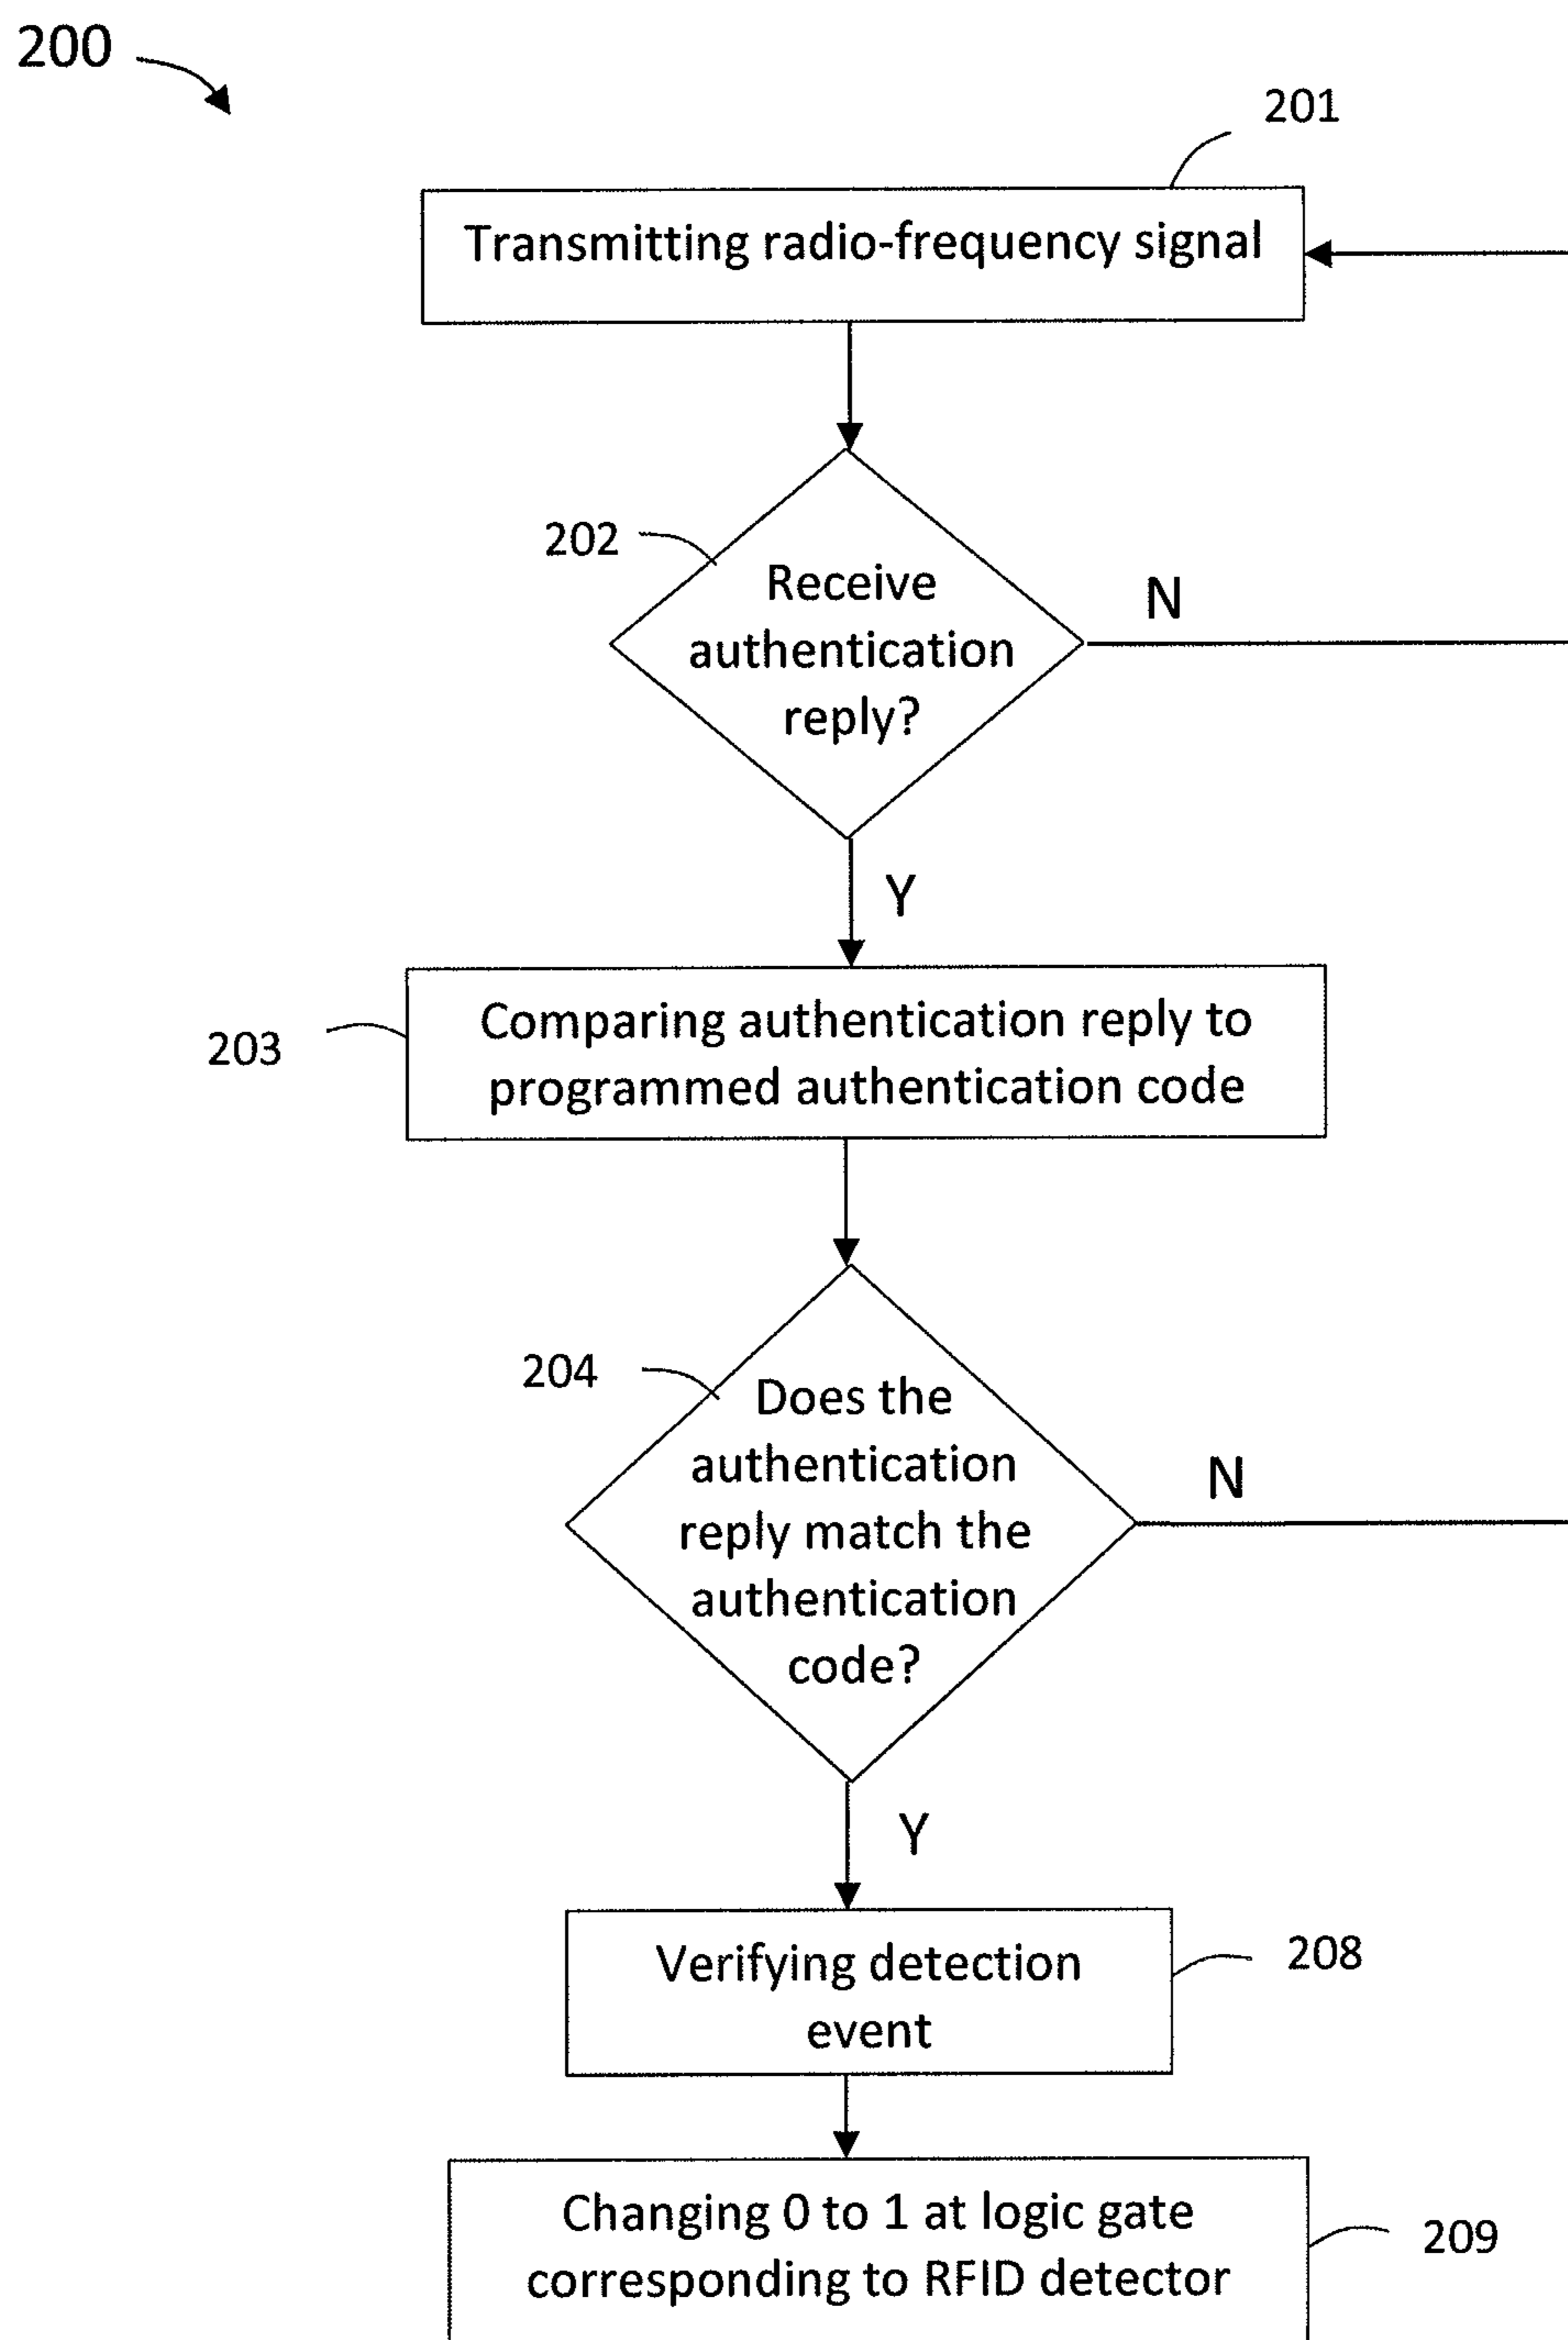 200
201
Transmitting radio-frequency signal
202
Receive
authentication
reply?
N
Y
203
Comparing authentication reply to
programmed authentication code
204
Does the
authentication
reply match the
authentication
code?
N
Y
Verifying detection
event
208
Changing 0 to 1 at logic gate
corresponding to RFID detector
209